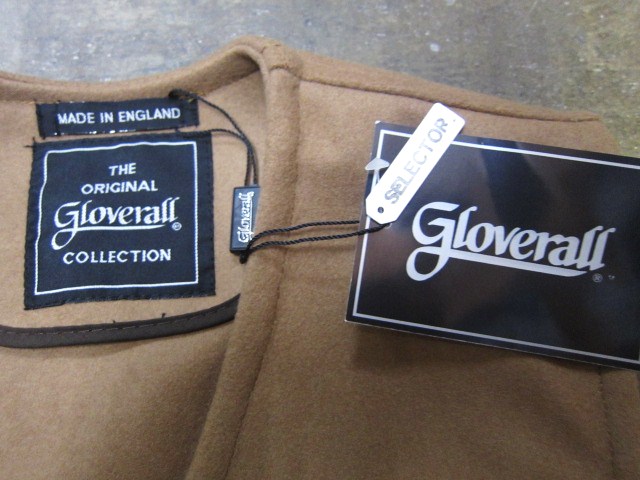 MADE IN ENGLAND
THE
ORIGINAL
Gloverall ®
COLLECTION
Gloverall
SELECTOR
Gloverall ®